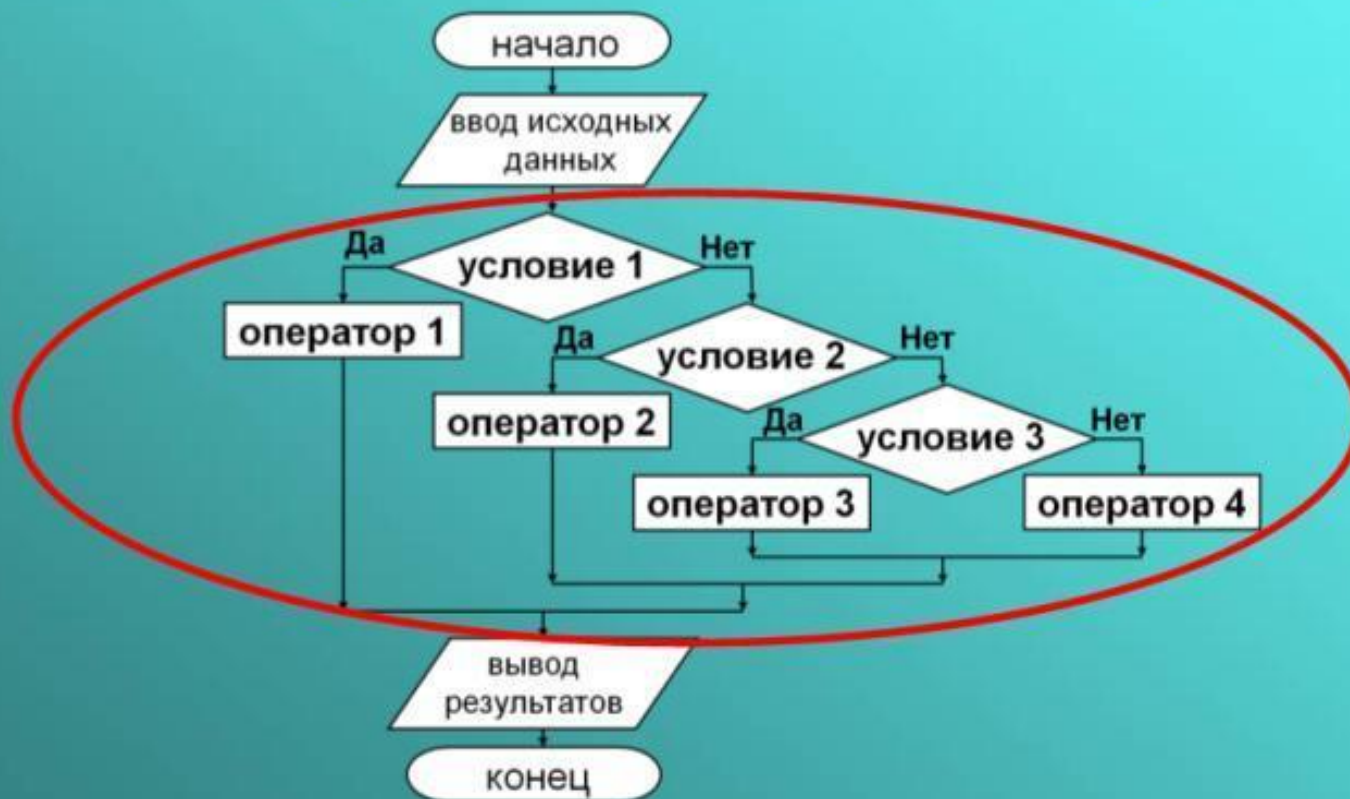 начало
ввод исходных
данных
Да
условие 1
Нет
оператор 1
Да
условие 2
Нет
оператор 2
Да
условие 3
Нет
оператор 3
оператор 4
вывод
результатов
конец